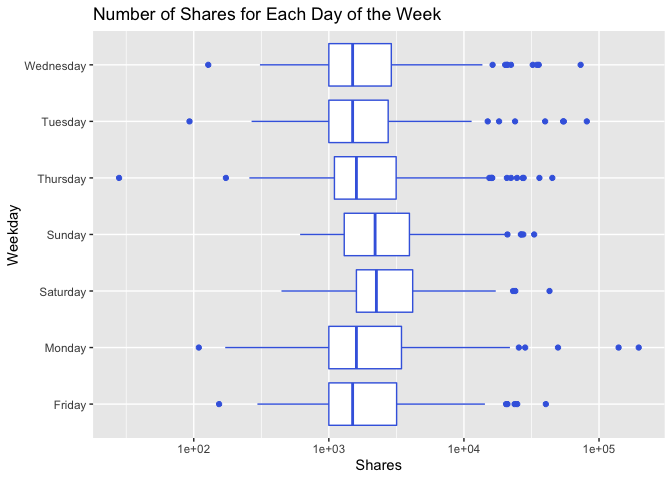 Number of Shares for Each Day of the Week
Weekday
Wednesday
Tuesday
Thursday
Sunday
Saturday
Monday
Friday
1e+02 1e+03 1e+04 1e+05
Shares